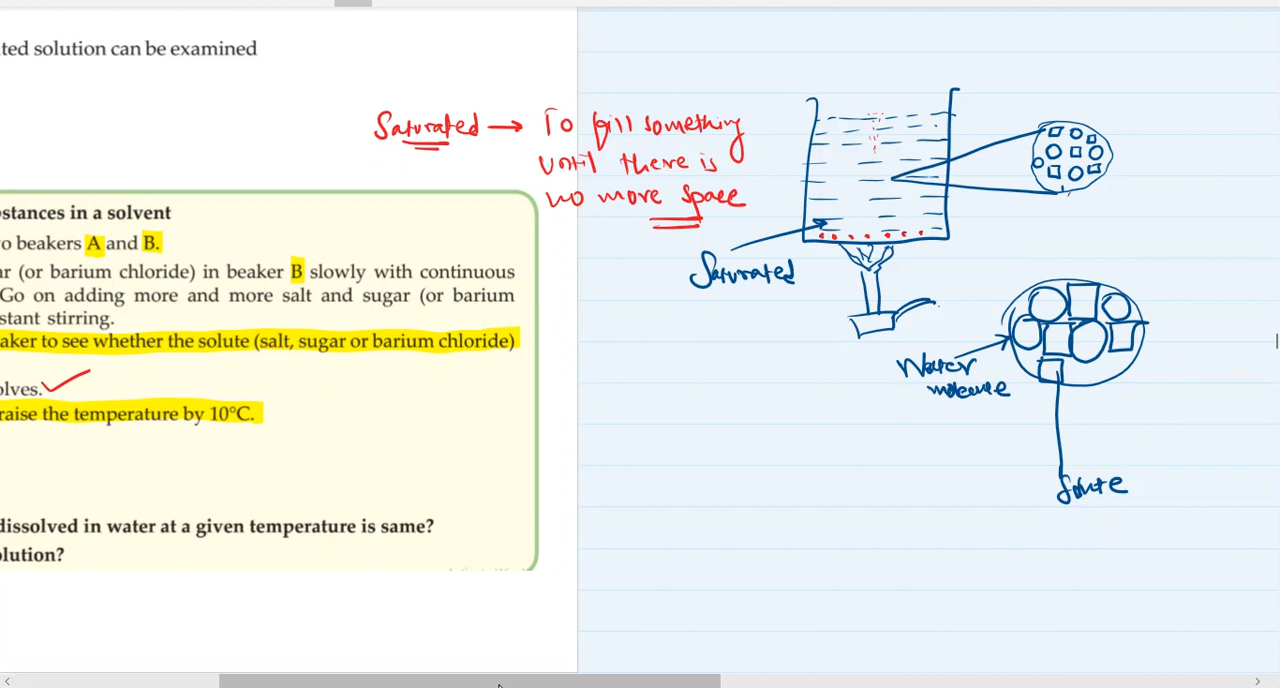 ted solution can be examined
Saturated → To fill something
until there is
no more space
stances in a solvent
o beakers A and B.
ar (or barium chloride) in beaker B slowly with continuous
Go on adding more and more salt and sugar (or barium
stant stirring.
aker to see whether the solute (salt, sugar or barium chloride)
olves.
raise the temperature by 10°C.
dissolved in water at a given temperature is same?
olution?
Saturated
Water
Solute